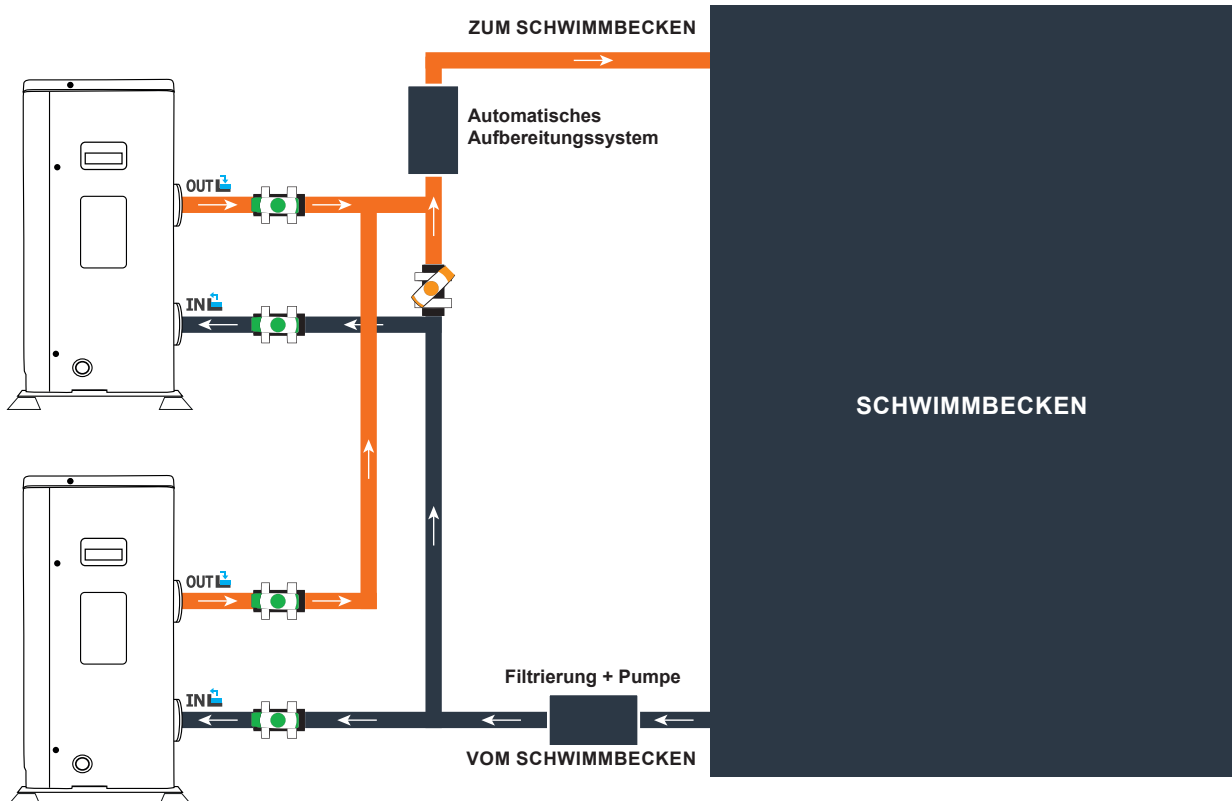 ZUM SCHWIMMBECKEN
Automatisches
Aufbereitungssystem
OUT
IN
SCHWIMMBECKEN
OUT
Filtrierung + Pumpe
IN
VOM SCHWIMMBECKEN